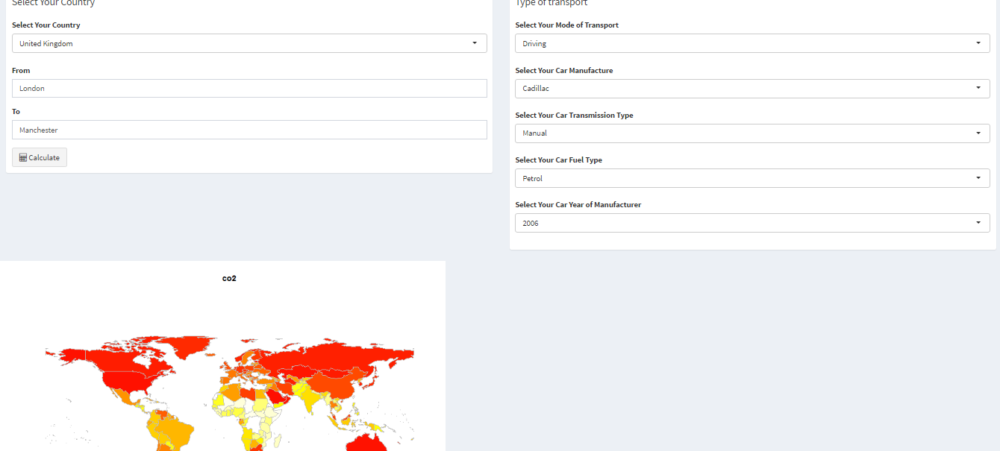 Select Your Country
Select Your Country
United Kingdom
From
London
To
Manchester
Calculate
Type of transport
Select Your Mode of Transport
Driving
Select Your Car Manufacture
Cadillac
Select Your Car Transmission Type
Manual
Select Your Car Fuel Type
Petrol
Select Your Car Year of Manufacturer
2006
co2